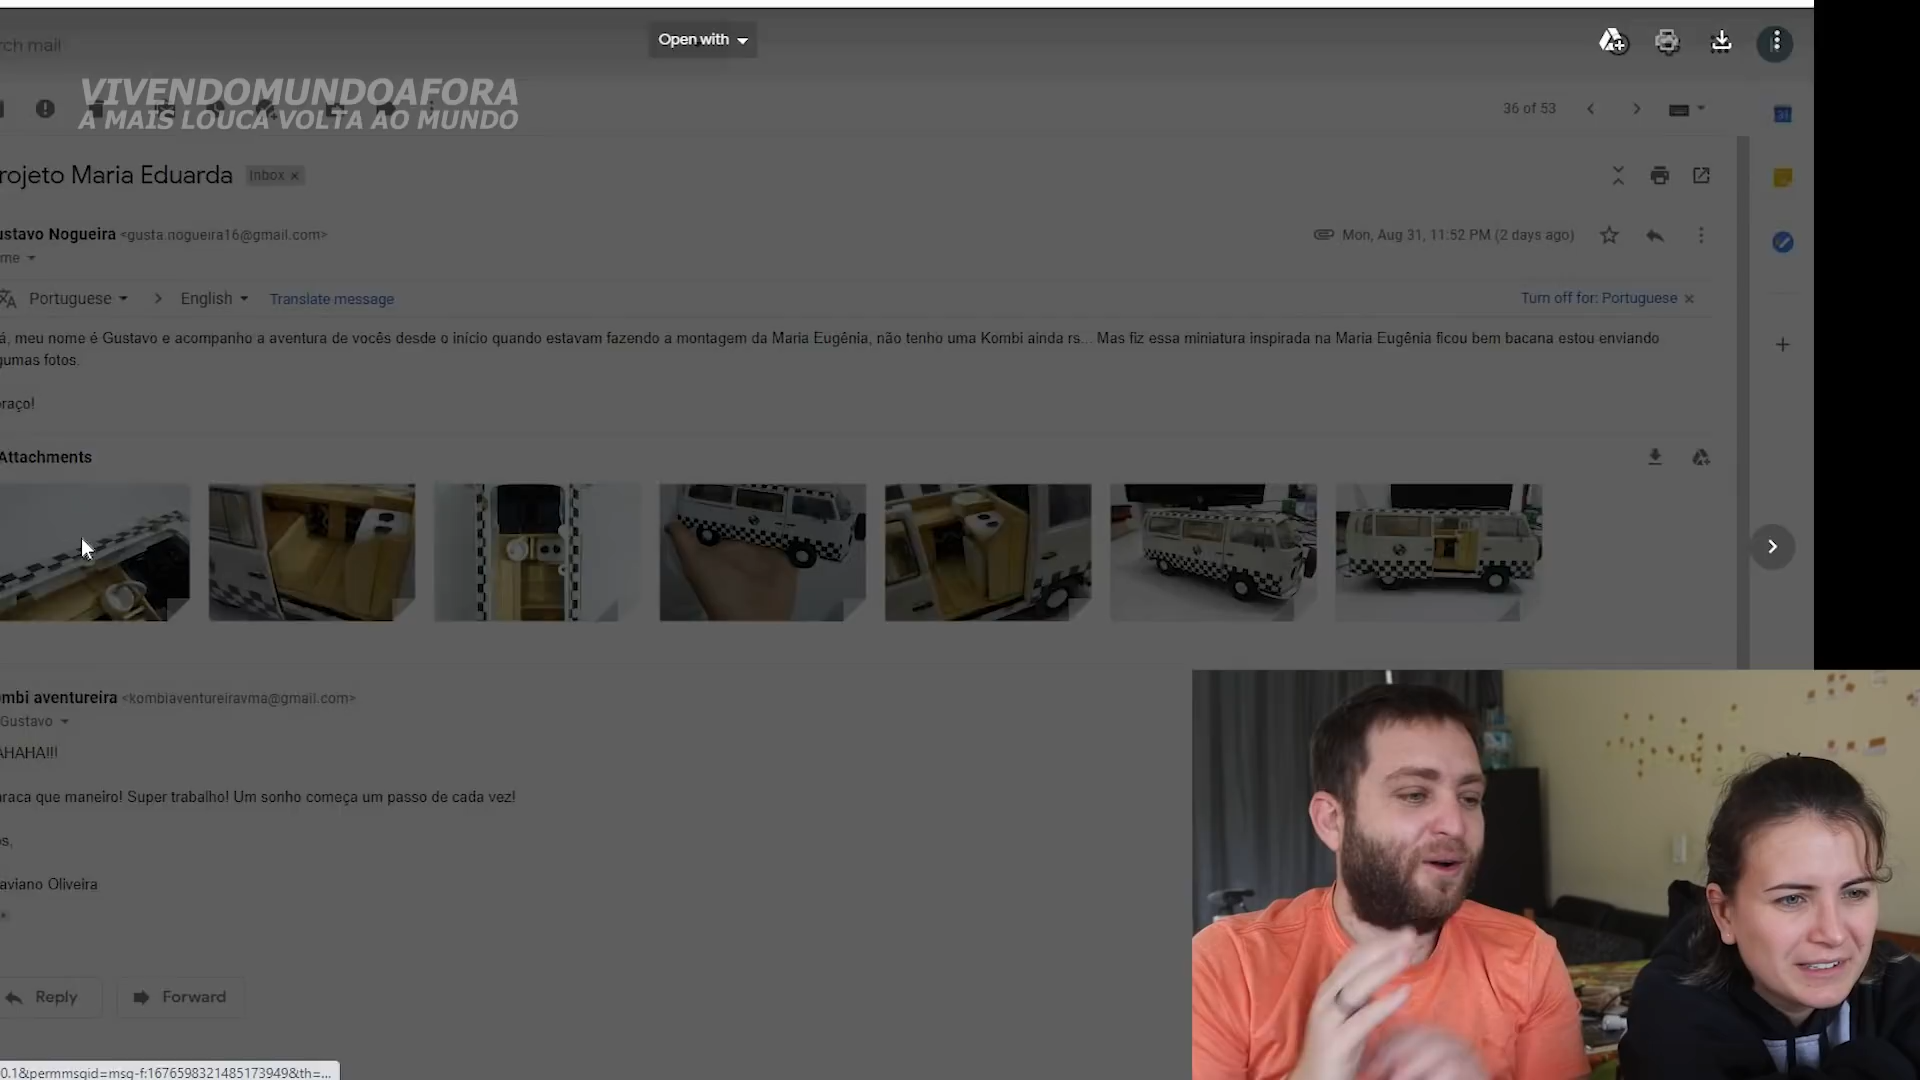 rch mail
Open with
VIVENDOMUNDOAFORA
A MAIS LOUCA VOLTA AO MUNDO
36 of 53
rojeto Maria Eduarda
Inbox ×
ustavo Nogueira <gusta.nogueira16@gmail.com>
Mon, Aug 31, 11:52 PM (2 days ago)
me
Portuguese > English Translate message
Turn off for: Portuguese ×
á, meu nome é Gustavo e acompanho a aventura de vocês desde o início quando estavam fazendo a montagem da Maria Eugênia, não tenho uma Kombi ainda rs... Mas fiz essa miniatura inspirada na Maria Eugênia ficou bem bacana estou enviando
gumas fotos.
raço!
Attachments
mbi aventureira <kombiaventureiravma@gmail.com>
Gustavo
AHAHA!!!
araca que maneiro! Super trabalho! Um sonho começa um passo de cada vez!
os,
aviano Oliveira
Reply
Forward
0.1&permmsgid=msg-f:1676598321485173949&th=...